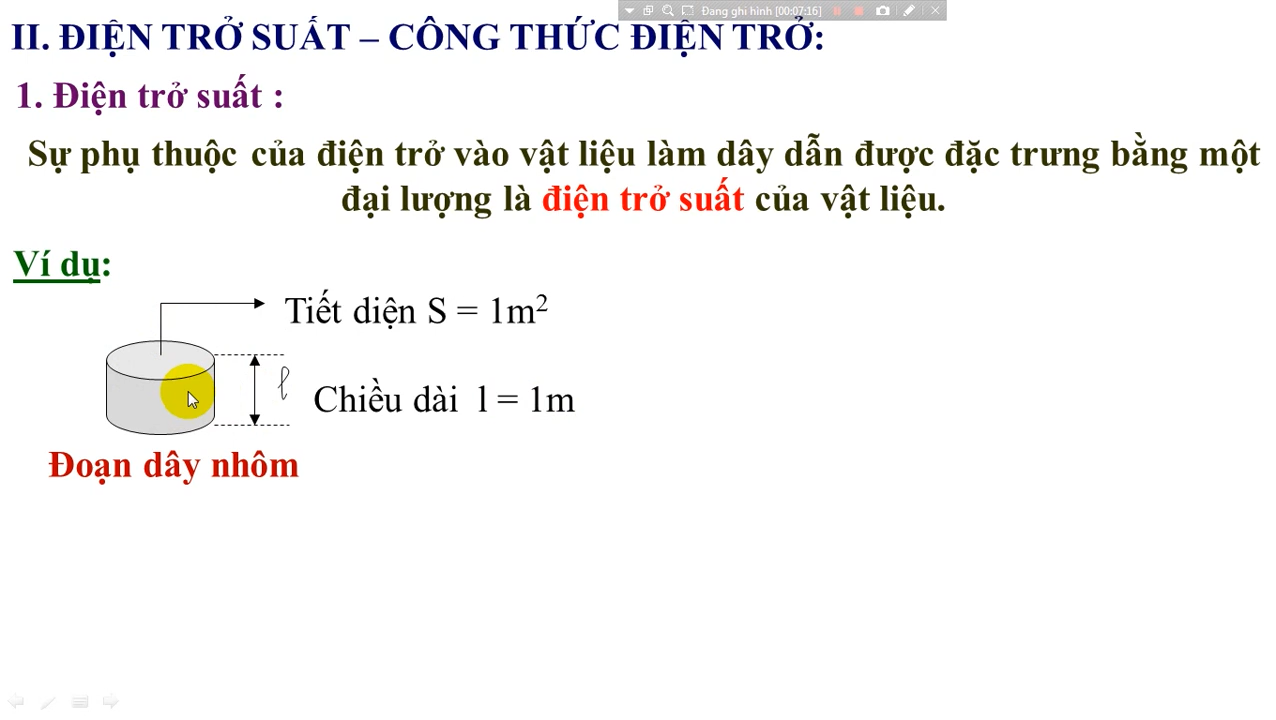 Đang ghi hình [00:07:16]
II. ĐIỆN TRỞ SUẤT – CÔNG THỨC ĐIỆN TRỞ:
1. Điện trở suất :
Sự phụ thuộc của điện trở vào vật liệu làm dây dẫn được đặc trưng bằng một
đại lượng là điện trở suất của vật liệu.
Ví dụ:
Tiết diện S = 1m²
l
Chiều dài l = 1m
Đoạn dây nhôm